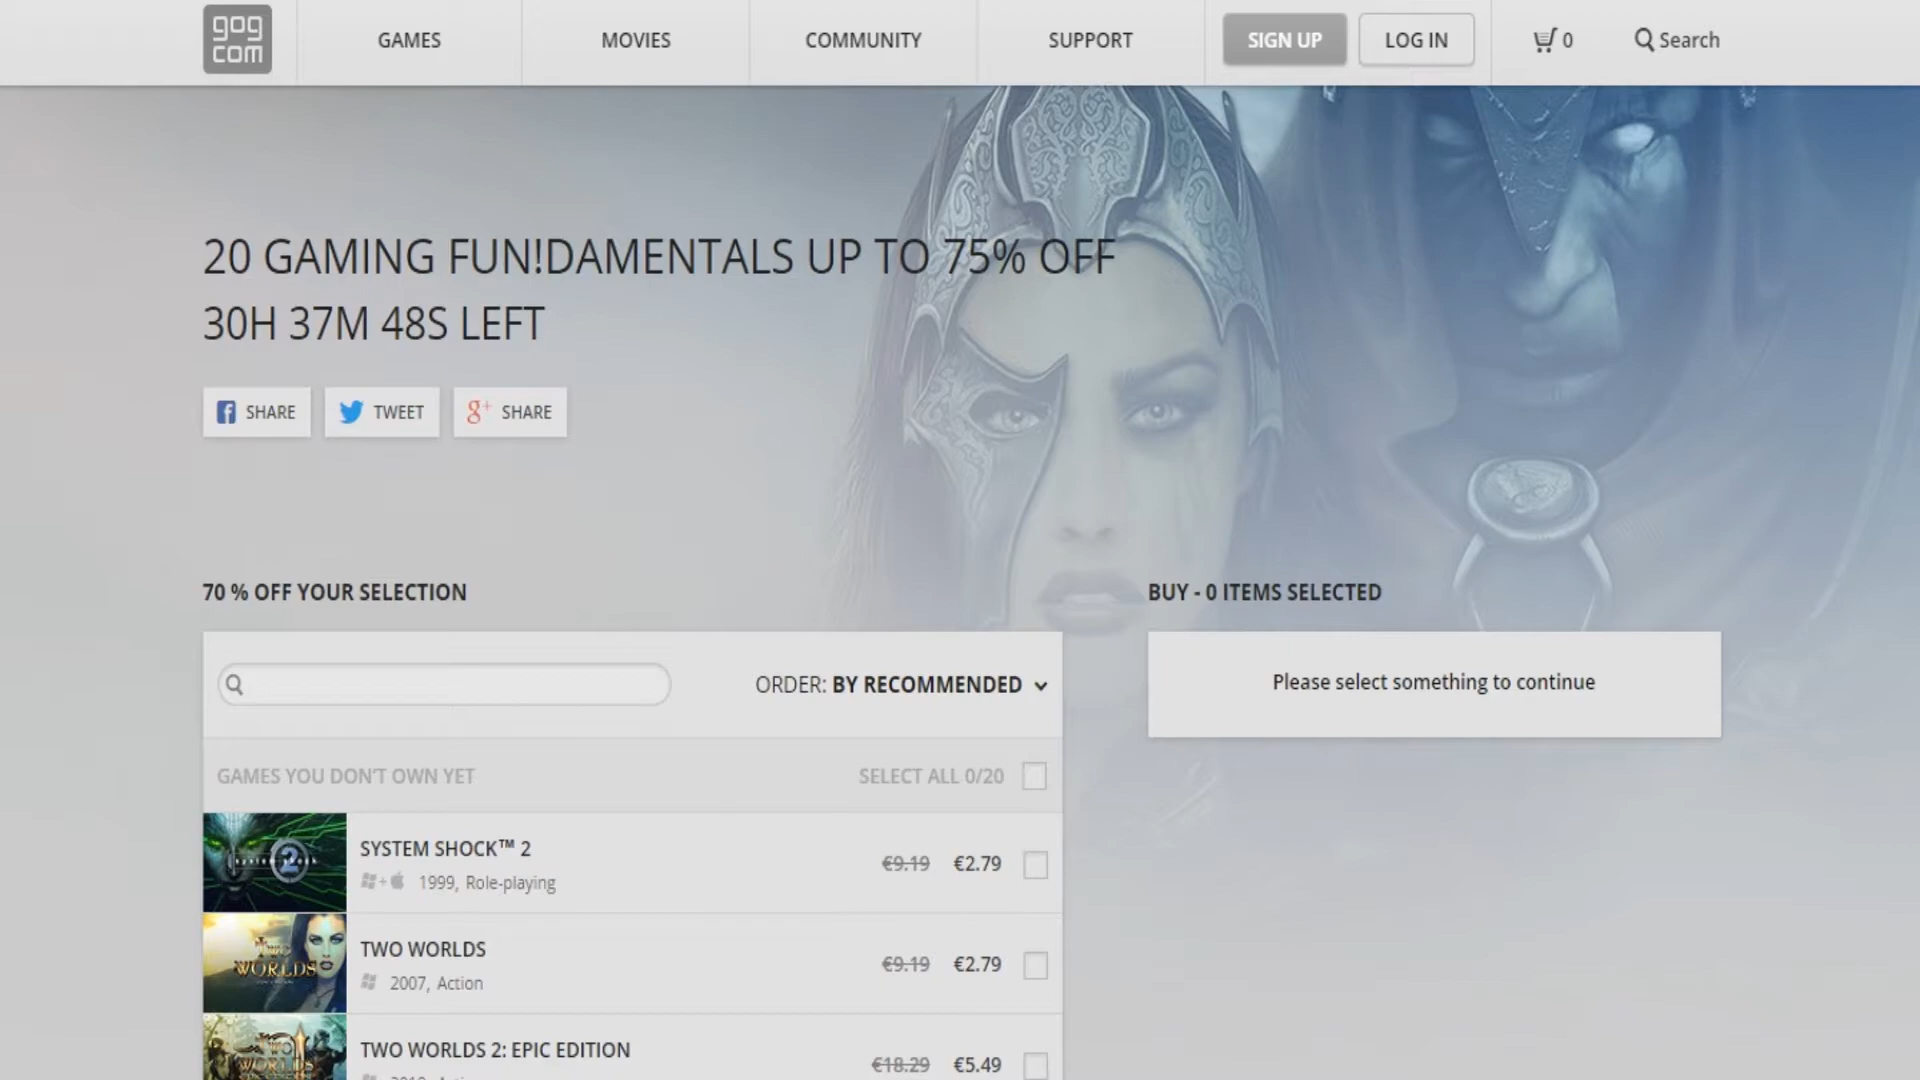 gog
com
GAMES
MOVIES
COMMUNITY
SUPPORT
SIGN UP
LOG IN
0
Search
20 GAMING FUN!DAMENTALS UP TO 75% OFF
30H 37M 48S LEFT
SHARE
TWEET
SHARE
70 % OFF YOUR SELECTION
BUY - 0 ITEMS SELECTED
ORDER: BY RECOMMENDED
Please select something to continue
GAMES YOU DON'T OWN YET
SELECT ALL 0/20
SYSTEM SHOCK™ 2
1999, Role-playing
€9.19 €2.79
TWO WORLDS
TWO WORLDS
2007, Action
€9.19 €2.79
TWO WORLDS
TWO WORLDS 2: EPIC EDITION
€18.29 €5.49